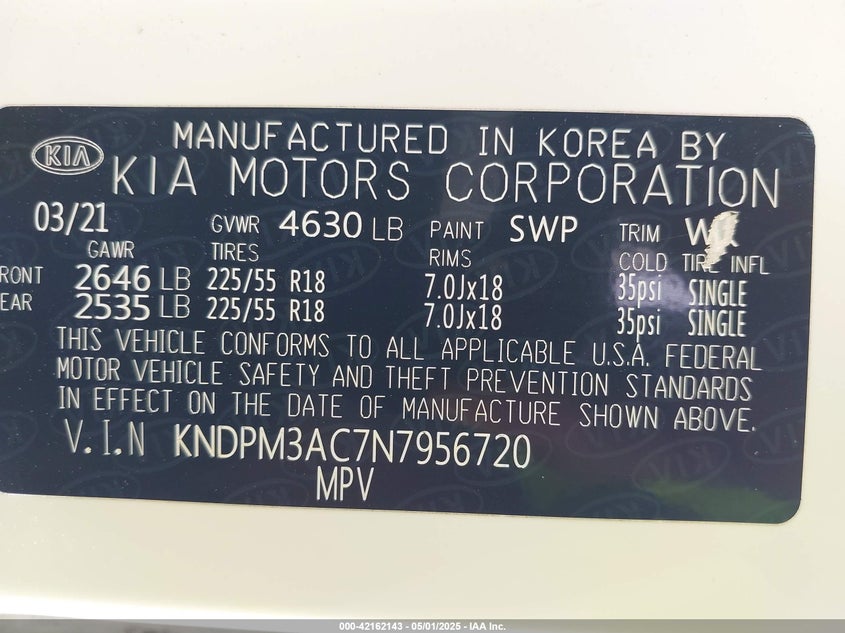 MANUFACTURED IN KOREA BY
KIA KIA MOTORS CORPORATION
03/21 GVWR 4630 LB PAINT SWP TRIM
GAWR TIRES RIMS COLD TIRE INFL
RONT 2646 LB 225/55 R18 7.0Jx18 35psi SINGLE
EAR 2535 LB 225/55 R18 7.0Jx18 35psi SINGLE
THIS VEHICLE CONFORMS TO ALL APPLICABLE U.S.A. FEDERAL
MOTOR VEHICLE SAFETY AND THEFT PREVENTION STANDARDS
IN EFFECT ON THE DATE OF MANUFACTURE SHOWN ABOVE.
V.I.N KNDPM3AC7N7956720
MPV
000-42162143 - 05/01/2025 - IAA Inc.